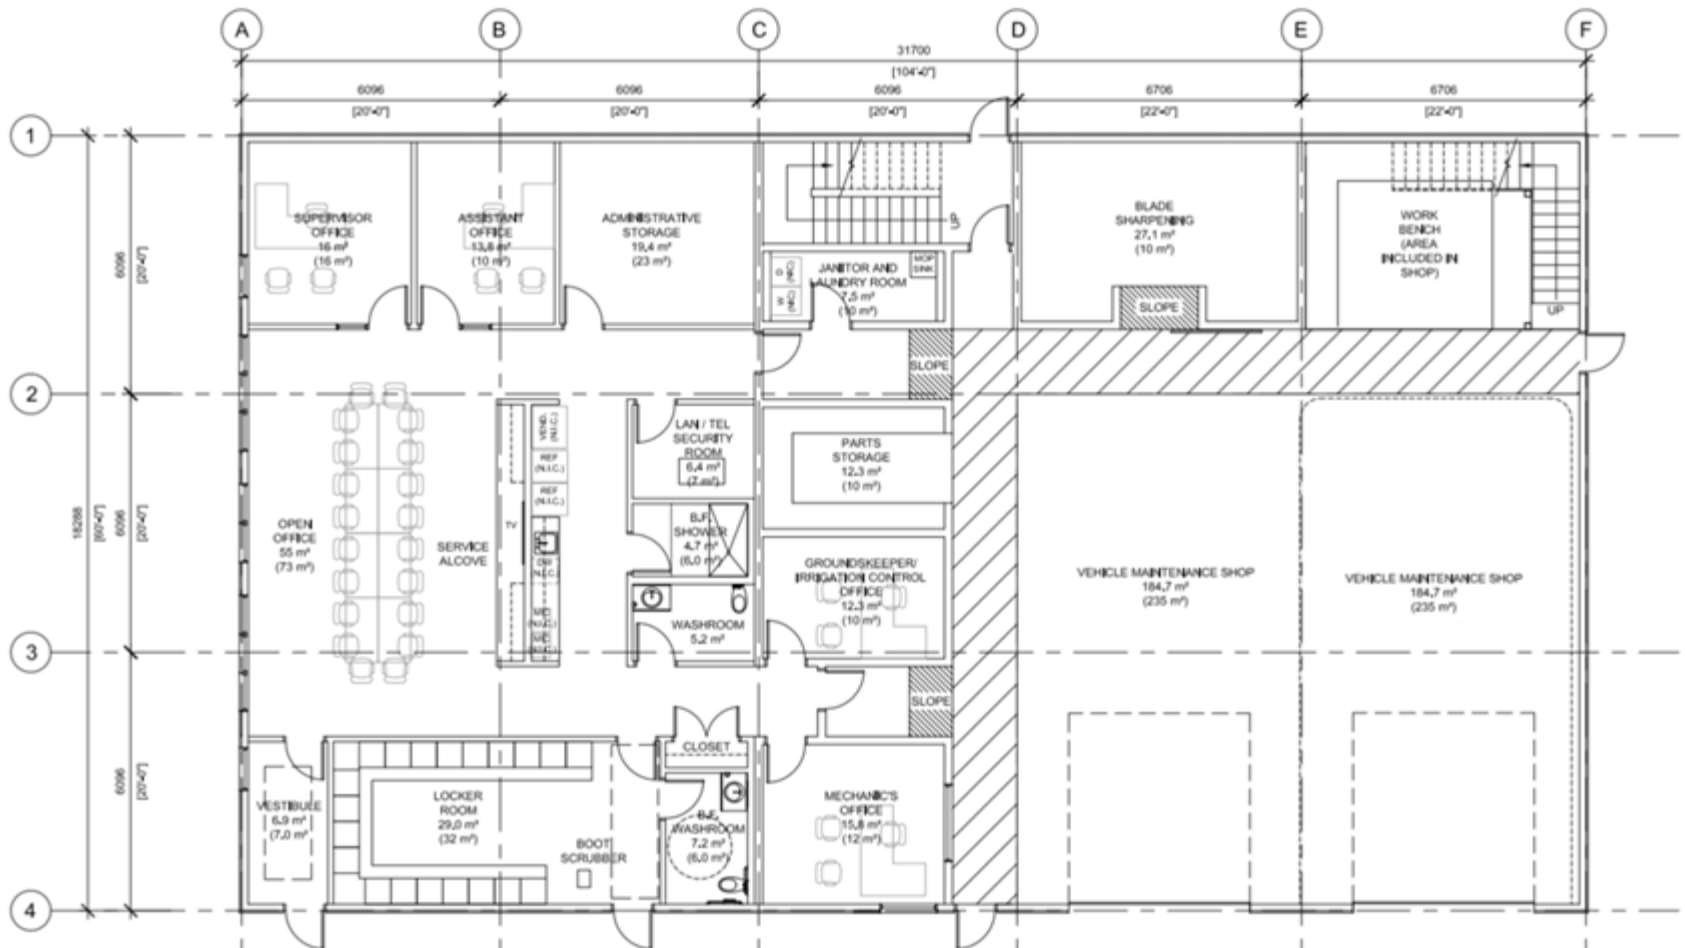 A
B
C
D
E
F
31700
[104'-0"]
6096
[20'-0"]
6096
[20'-0"]
6096
[20'-0"]
6706
[22'-0"]
6706
[22'-0"]
1
2
3
4
18288
[60'-0"]
6096
[20'-0"]
6096
[20'-0"]
6096
[20'-0"]
SUPERVISOR
OFFICE
16 m²
(16 m²)
ASSISTANT
OFFICE
13.8 m²
(10 m²)
ADMINISTRATIVE
STORAGE
19.4 m²
(23 m²)
UP
BLADE
SHARPENING
27.1 m²
(10 m²)
SLOPE
WORK
BENCH
(AREA
INCLUDED IN
SHOP)
UP
D
(NIC)
W
(NIC)
JANITOR AND
LAUNDRY ROOM
7.5 m²
(10 m²)
MOP
SINK
SLOPE
OPEN
OFFICE
55 m²
(73 m²)
SERVICE
ALCOVE
TV
VEND.
(N.I.C.)
REF
(N.I.C.)
REF
(N.I.C.)
DW
(N.I.C.)
MIC
(N.I.C.)
MIC
(N.I.C.)
LAN / TEL
SECURITY
ROOM
6.4 m²
(7 m²)
B.F.
SHOWER
4.7 m²
(6.0 m²)
WASHROOM
5.2 m²
PARTS
STORAGE
12.3 m²
(10 m²)
GROUNDSKEEPER/
IRRIGATION CONTROL
OFFICE
12.3 m²
(10 m²)
SLOPE
VEHICLE MAINTENANCE SHOP
184.7 m²
(235 m²)
VEHICLE MAINTENANCE SHOP
184.7 m²
(235 m²)
VESTIBULE
6.9 m²
(7.0 m²
LOCKER
ROOM
29.0 m²
(32 m²)
BOOT
SCRUBBER
CLOSET
B.F.
WASHROOM
7.2 m²
(6.0 m²)
MECHANIC'S
OFFICE
15.8 m²
(12 m²)